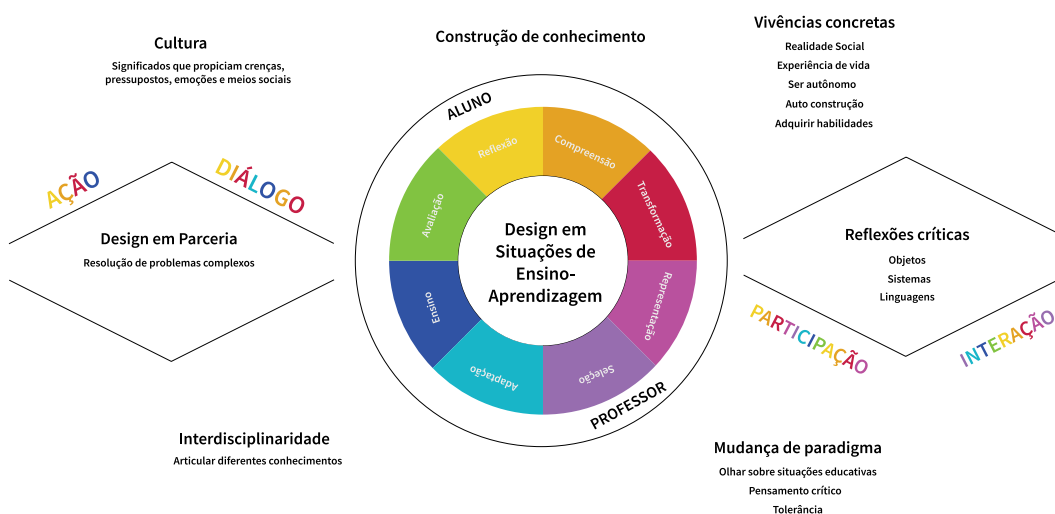 Cultura
Significados que propiciam crenças,
pressupostos, emoções e meios sociais
AÇÃO
DIÁLOGO
Design em Parceria
Resolução de problemas complexos
Interdisciplinaridade
Articular diferentes conhecimentos
Construção de conhecimento
ALUNO
Reflexão
Compreensão
Transformação
Representação
Seleção
Adaptação
Ensino
Avaliação
Design em
Situações de
Ensino-
Aprendizagem
PROFESSOR
Vivências concretas
Realidade Social
Experiência de vida
Ser autônomo
Auto construção
Adquirir habilidades
Reflexões críticas
Objetos
Sistemas
Linguagens
PARTICIPAÇÃO
INTERAÇÃO
Mudança de paradigma
Olhar sobre situações educativas
Pensamento crítico
Tolerância